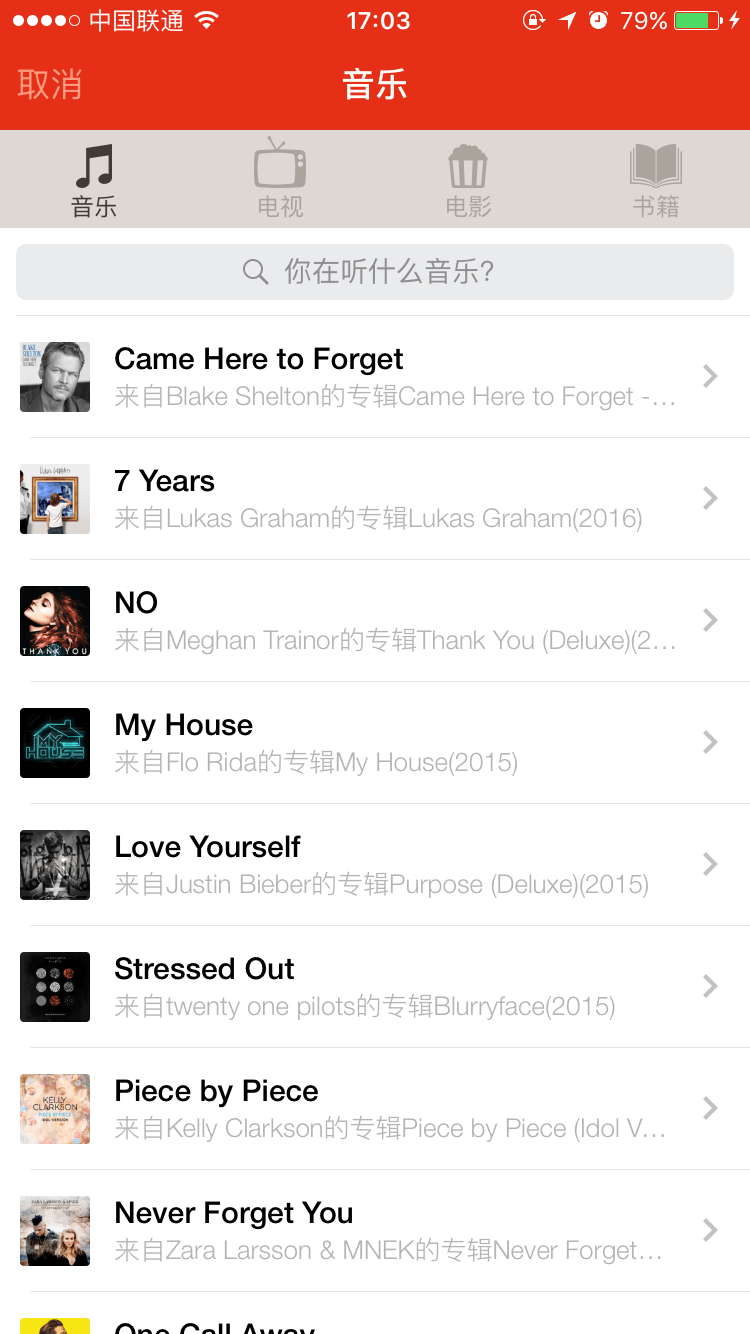 中国联通
17:03
79%
取消
音乐
音乐
电视
电影
书籍
你在听什么音乐?
Came Here to Forget
来自Blake Shelton的专辑Came Here to Forget -…
7 Years
来自Lukas Graham的专辑Lukas Graham(2016)
THANK YOU
NO
来自Meghan Trainor的专辑Thank You (Deluxe)(2…
MY HOUSE
My House
来自Flo Rida的专辑My House(2015)
Love Yourself
来自Justin Bieber的专辑Purpose (Deluxe)(2015)
Stressed Out
来自twenty one pilots的专辑Blurryface(2015)
KELLY
CLARKSON
PIECE BY PIECE
IDOL VERSION
Piece by Piece
来自Kelly Clarkson的专辑Piece by Piece (Idol V…
Never Forget You
来自Zara Larsson & MNEK的专辑Never Forget…
One Call Away